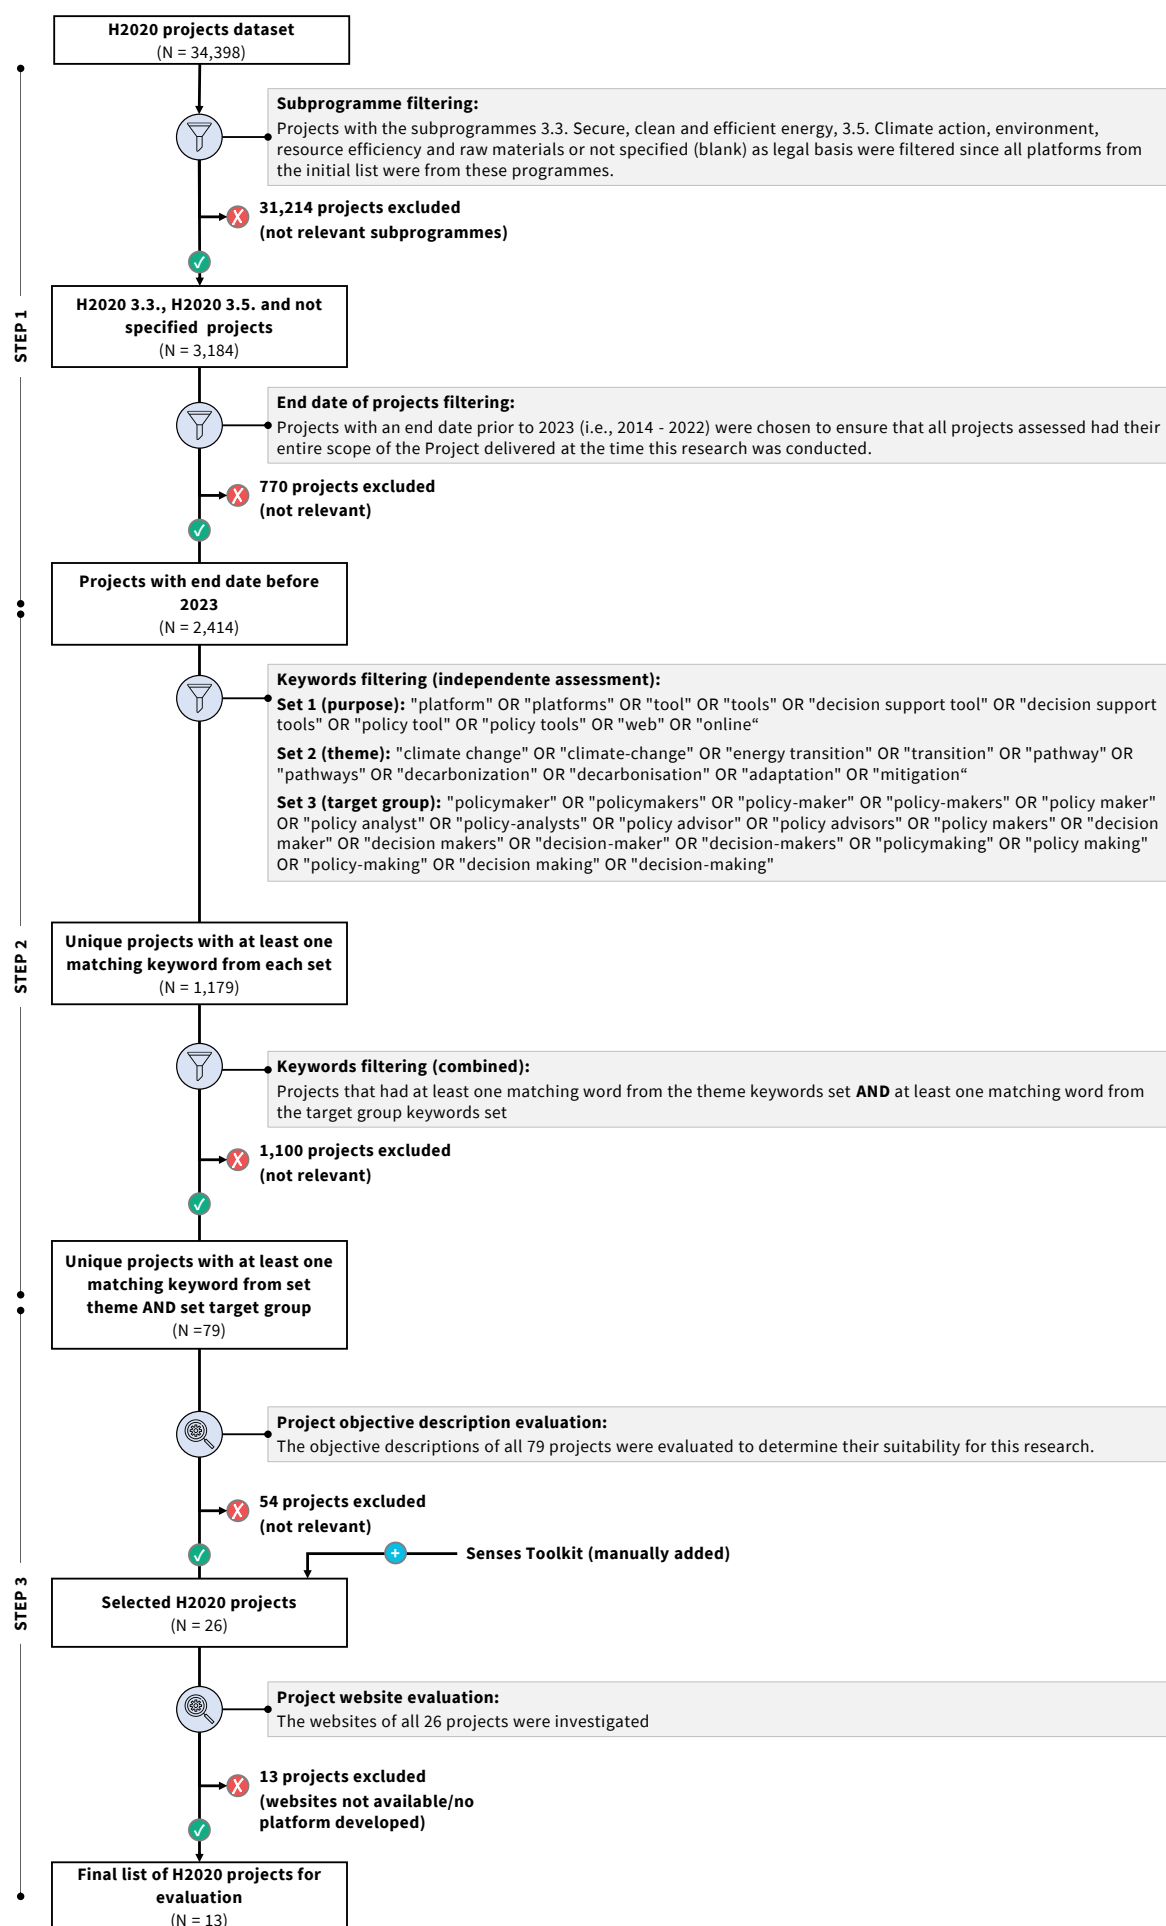 H2020 projects dataset
(N = 34,398)
Subprogramme filtering:
Projects with the subprogrammes 3.3. Secure, clean and efficient energy, 3.5. Climate action, environment,
resource efficiency and raw materials or not specified (blank) as legal basis were filtered since all platforms from
the initial list were from these programmes.
31,214 projects excluded
(not relevant subprogrammes)
STEP 1
H2020 3.3., H2020 3.5. and not
specified projects
(N = 3,184)
End date of projects filtering:
Projects with an end date prior to 2023 (i.e., 2014 - 2022) were chosen to ensure that all projects assessed had their
entire scope of the Project delivered at the time this research was conducted.
770 projects excluded
(not relevant)
Projects with end date before
2023
(N = 2,414)
Keywords filtering (independente assessment):
Set 1 (purpose): "platform" OR "platforms" OR "tool" OR "tools" OR "decision support tool" OR "decision support
tools" OR "policy tool" OR "policy tools" OR "web" OR "online“
Set 2 (theme): "climate change" OR "climate-change" OR "energy transition" OR "transition" OR "pathway" OR
"pathways" OR "decarbonization" OR "decarbonisation" OR "adaptation" OR "mitigation“
Set 3 (target group): "policymaker" OR "policymakers" OR "policy-maker" OR "policy-makers" OR "policy maker"
OR "policy analyst" OR "policy-analysts" OR "policy advisor" OR "policy advisors" OR "policy makers" OR "decision
maker" OR "decision makers" OR "decision-maker" OR "decision-makers" OR "policymaking" OR "policy making"
OR "policy-making" OR "decision making" OR "decision-making"
STEP 2
Unique projects with at least one
matching keyword from each set
(N = 1,179)
Keywords filtering (combined):
Projects that had at least one matching word from the theme keywords set AND at least one matching word from
the target group keywords set
1,100 projects excluded
(not relevant)
Unique projects with at least one
matching keyword from set
theme AND set target group
(N =79)
Project objective description evaluation:
The objective descriptions of all 79 projects were evaluated to determine their suitability for this research.
54 projects excluded
(not relevant)
Senses Toolkit (manually added)
STEP 3
Selected H2020 projects
(N = 26)
Project website evaluation:
The websites of all 26 projects were investigated
13 projects excluded
(websites not available/no
platform developed)
Final list of H2020 projects for
evaluation
(N = 13)